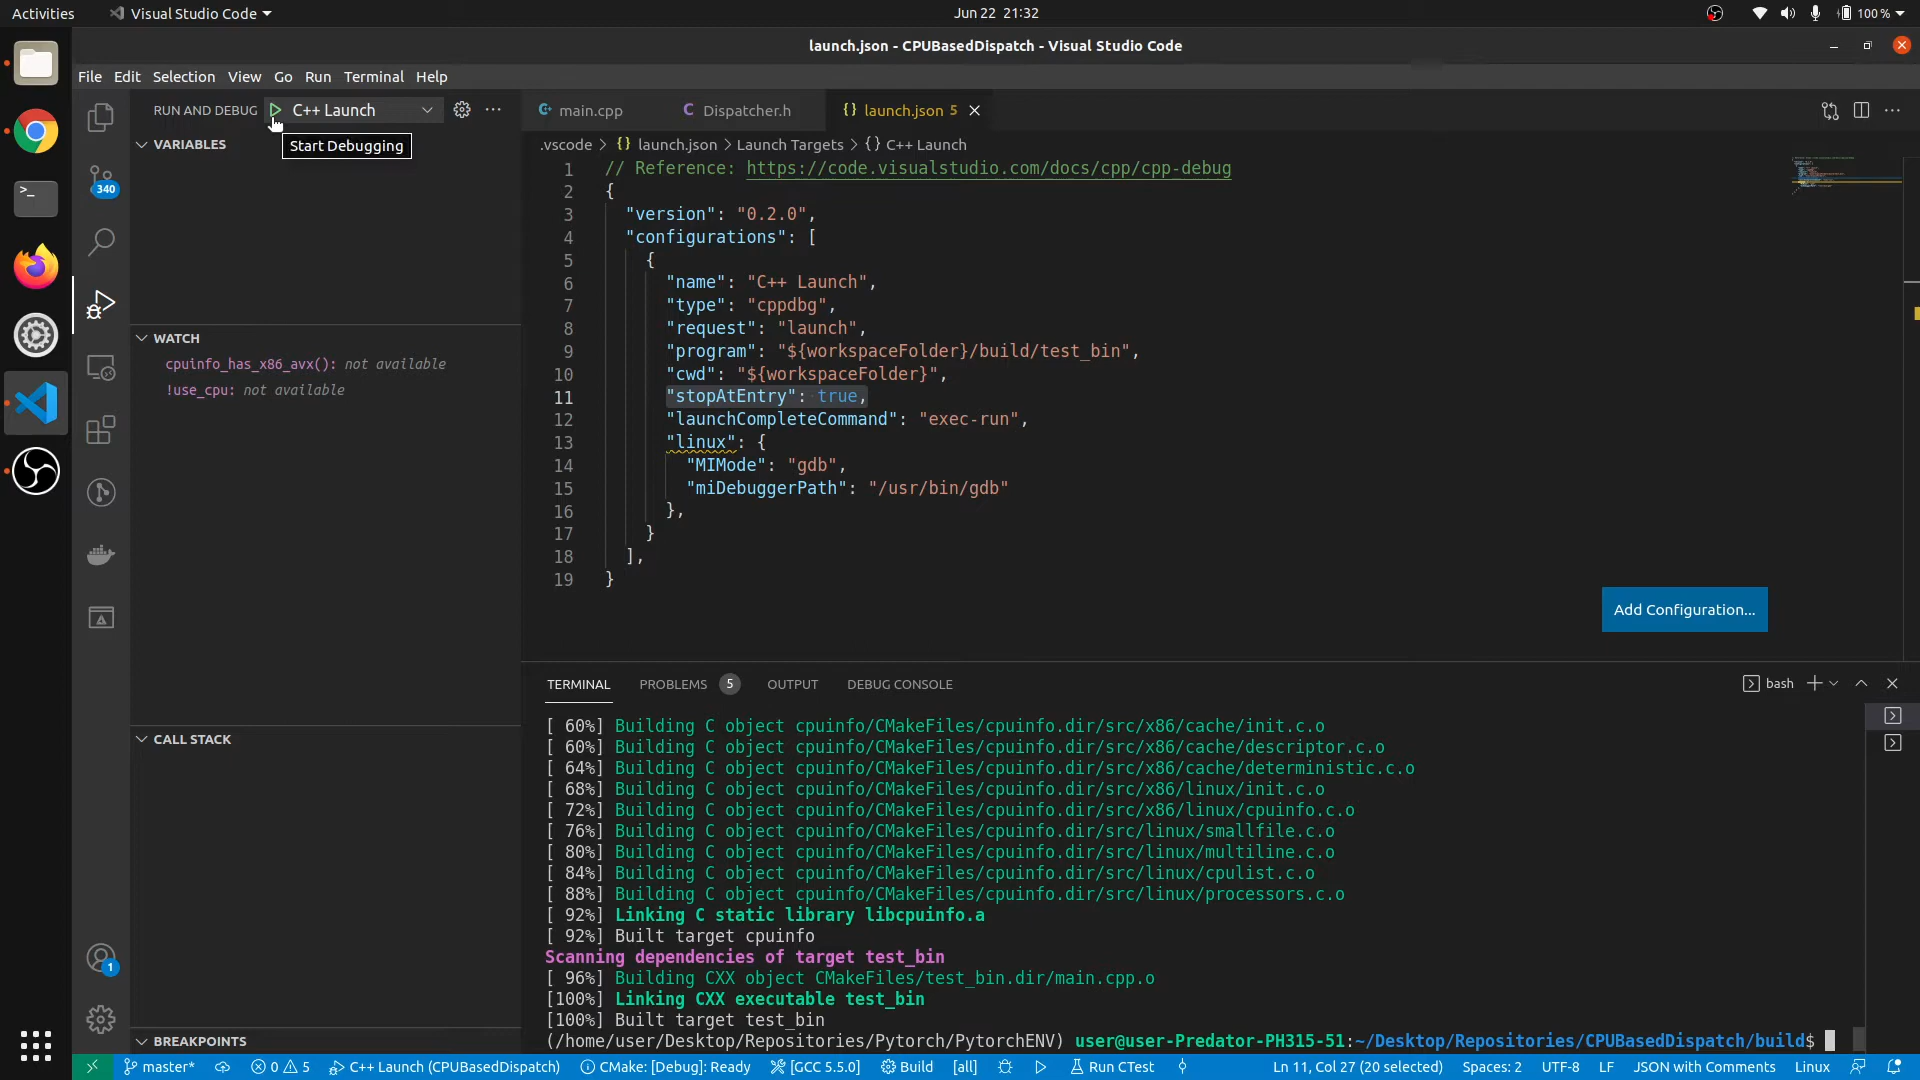 Activities
Visual Studio Code
Jun 22 21:32
100 %
launch.json - CPUBasedDispatch - Visual Studio Code
File Edit Selection View Go Run Terminal Help
RUN AND DEBUG
C++ Launch
Start Debugging
VARIABLES
340
WATCH
cpuinfo_has_x86_avx(): not available
!use_cpu: not available
CALL STACK
BREAKPOINTS
1
main.cpp
C Dispatcher.h
{} launch.json 5
.vscode > {} launch.json > Launch Targets > {} C++ Launch
1 // Reference: https://code.visualstudio.com/docs/cpp/cpp-debug
2 {
3 "version": "0.2.0",
4 "configurations": [
5 {
6 "name": "C++ Launch",
7 "type": "cppdbg",
8 "request": "launch",
9 "program": "${workspaceFolder}/build/test_bin",
10 "cwd": "${workspaceFolder}",
11 "stopAtEntry": true,
12 "launchCompleteCommand": "exec-run",
13 "linux": {
14 "MIMode": "gdb",
15 "miDebuggerPath": "/usr/bin/gdb"
16 },
17 }
18 ],
19 }
Add Configuration...
TERMINAL PROBLEMS 5 OUTPUT DEBUG CONSOLE
bash
[ 60%] Building C object cpuinfo/CMakeFiles/cpuinfo.dir/src/x86/cache/init.c.o
[ 60%] Building C object cpuinfo/CMakeFiles/cpuinfo.dir/src/x86/cache/descriptor.c.o
[ 64%] Building C object cpuinfo/CMakeFiles/cpuinfo.dir/src/x86/cache/deterministic.c.o
[ 68%] Building C object cpuinfo/CMakeFiles/cpuinfo.dir/src/x86/linux/init.c.o
[ 72%] Building C object cpuinfo/CMakeFiles/cpuinfo.dir/src/x86/linux/cpuinfo.c.o
[ 76%] Building C object cpuinfo/CMakeFiles/cpuinfo.dir/src/linux/smallfile.c.o
[ 80%] Building C object cpuinfo/CMakeFiles/cpuinfo.dir/src/linux/multiline.c.o
[ 84%] Building C object cpuinfo/CMakeFiles/cpuinfo.dir/src/linux/cpulist.c.o
[ 88%] Building C object cpuinfo/CMakeFiles/cpuinfo.dir/src/linux/processors.c.o
[ 92%] Linking C static library libcpuinfo.a
[ 92%] Built target cpuinfo
Scanning dependencies of target test_bin
[ 96%] Building CXX object CMakeFiles/test_bin.dir/main.cpp.o
[100%] Linking CXX executable test_bin
[100%] Built target test_bin
(/home/user/Desktop/Repositories/Pytorch/PytorchENV) user@user-Predator-PH315-51:~/Desktop/Repositories/CPUBasedDispatch/build$
master* 0 5 C++ Launch (CPUBasedDispatch) CMake: [Debug]: Ready [GCC 5.5.0] Build [all] Run CTest Ln 11, Col 27 (20 selected) Spaces: 2 UTF-8 LF JSON with Comments Linux